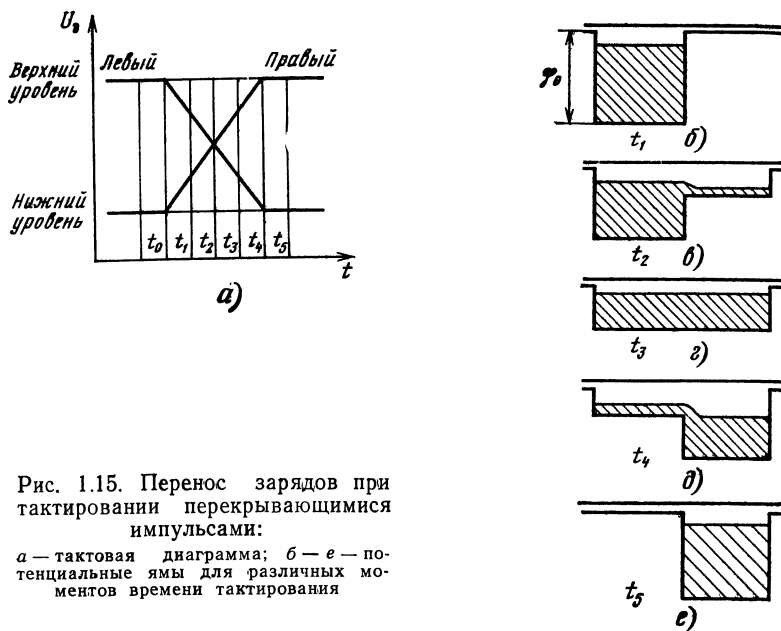 Uз
Верхний
уровень
Левый
Правый
Нижний
уровень
t0 t1 t2 t3 t4 t5
t
а)
φ0
t1 б)
t2 в)
t3 г)
t4 д)
t5 е)
Рис. 1.15. Перенос зарядов при
тактировании перекрывающимися
импульсами:
а — тактовая диаграмма; б — е — по-
тенциальные ямы для различных мо-
ментов времени тактирования